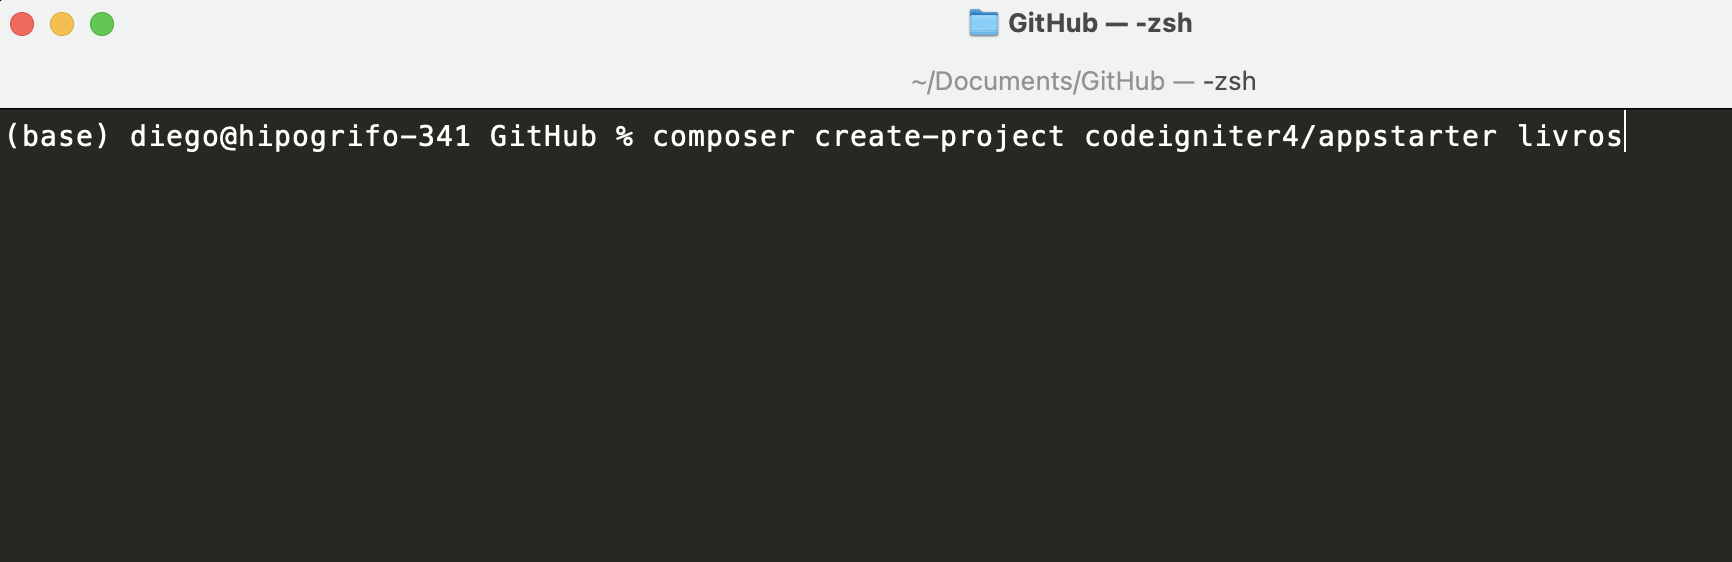 GitHub — -zsh
~/Documents/GitHub — -zsh
(base) diego@hipogrifo-341 GitHub % composer create-project codeigniter4/appstarter livros